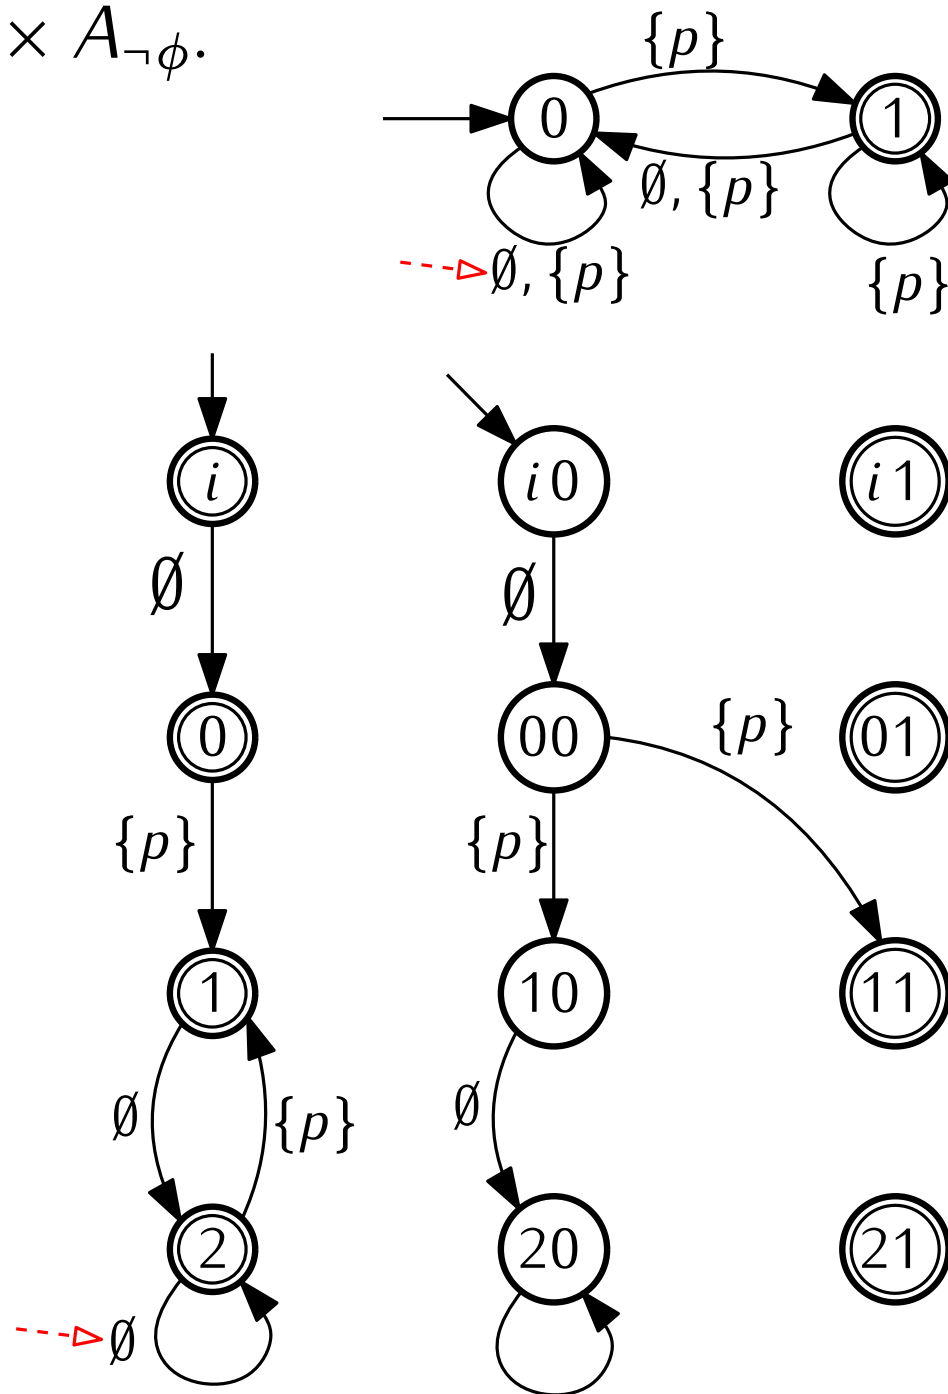 × A¬ϕ.
{p}
0 1
∅, {p}
∅, {p} {p}
i i0 i1
∅ ∅
0 00 01
{p}
{p} {p}
1 10 11
∅ {p} ∅
2 20 21
∅